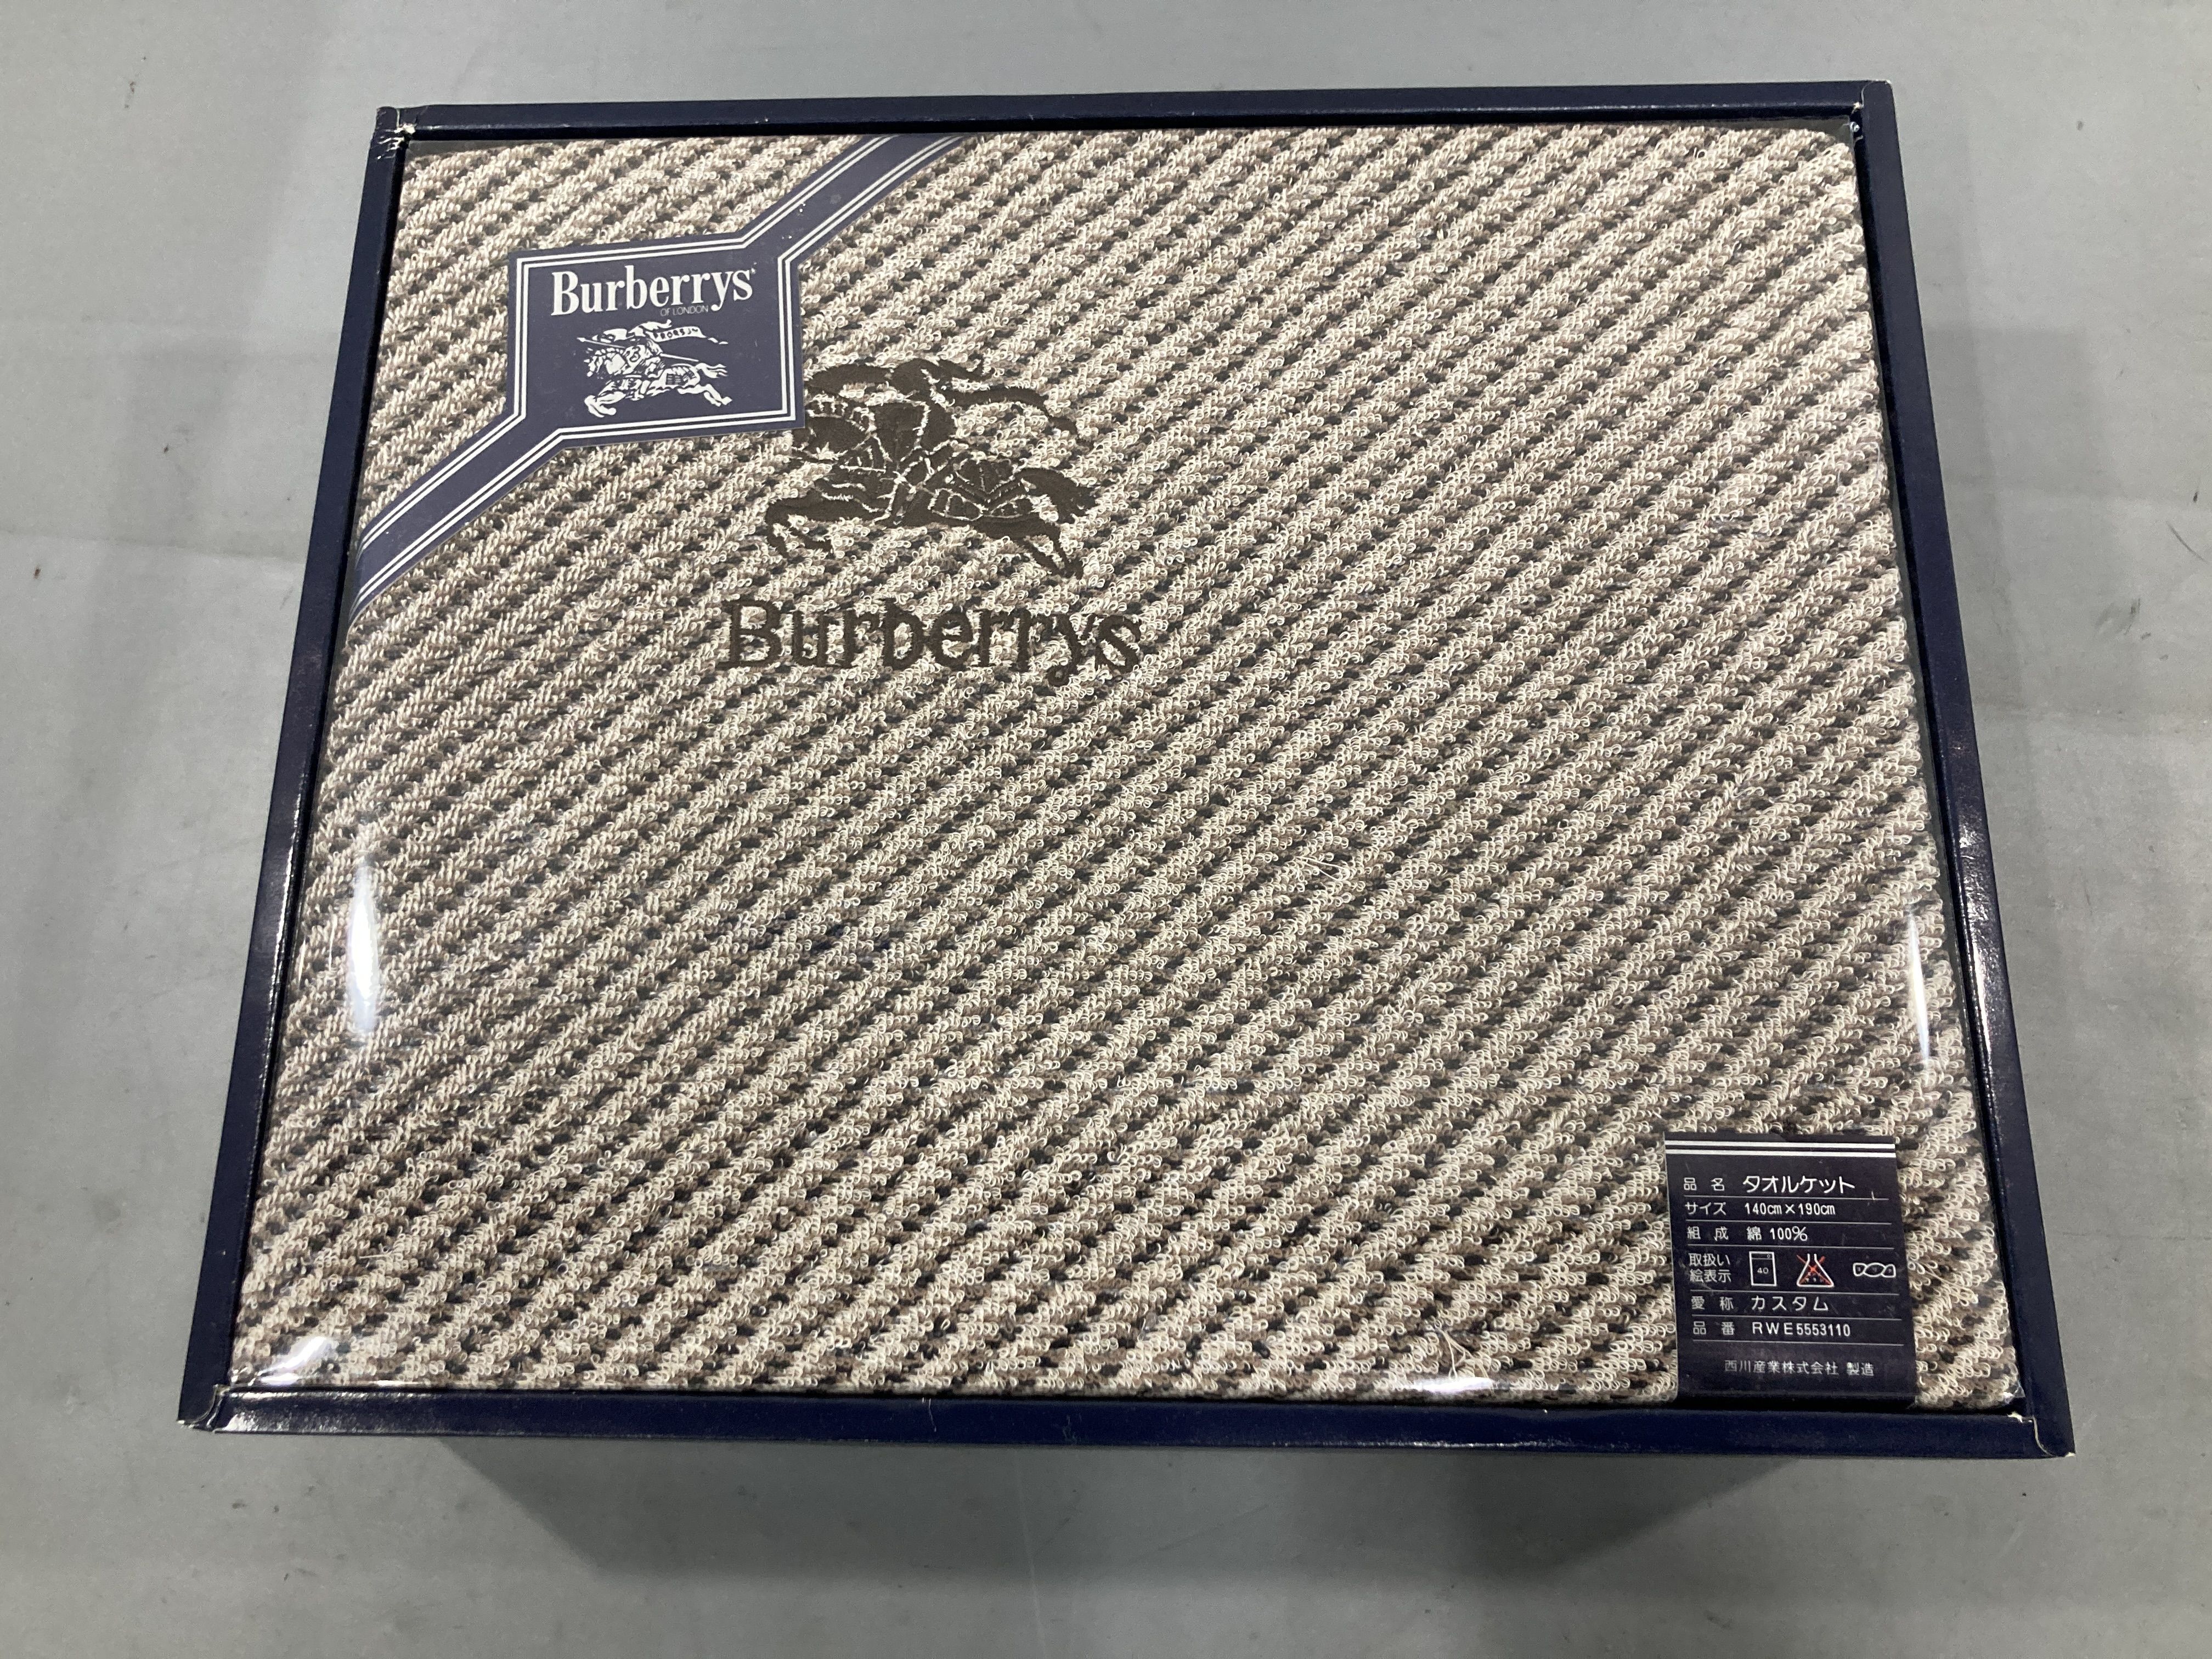 Burberrys
OF LONDON
Burberrys
品名 タオルケット
サイズ 140cm×190cm
組成 綿 100%
取扱い
絵表示
40
愛称 カスタム
品番 RWE5553110
西川産業株式会社 製造